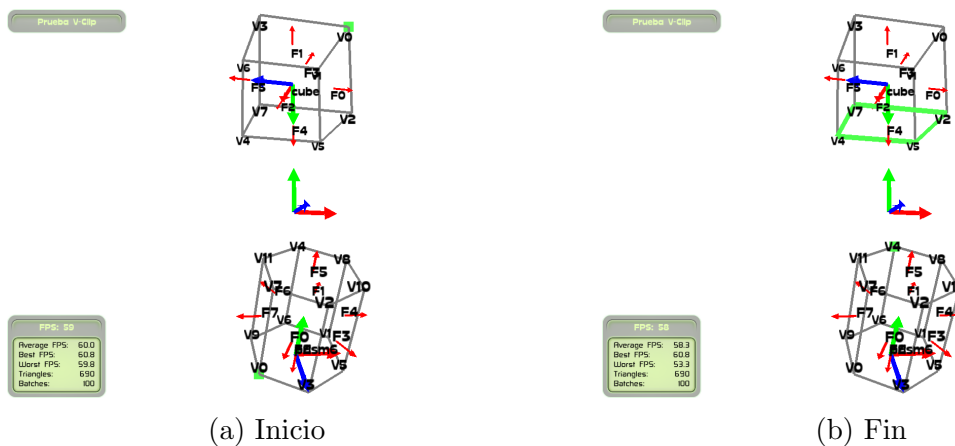 Prueba V-Clip
V3
V0
F1
V6
F3
V1
F5
cube
F0
F2
V7
V2
F4
V4
V5
V4
V11
V8
F5
V7
F6
F1
V10
V2
F7
F4
V6
V9
F0
V1
F3
V5
V0
V3
FPS: 59
Average FPS: 60.0
Best FPS: 60.8
Worst FPS: 59.8
Triangles: 690
Batches: 100
(a) Inicio
Prueba V-Clip
V3
V0
F1
V6
F3
V1
F5
cube
F0
F2
V7
V2
F4
V4
V5
V4
V11
V8
F5
V7
F6
F1
V2
F7
F4
V6
V9
F0
V1
F3
V5
V0
V3
FPS: 58
Average FPS: 58.3
Best FPS: 60.8
Worst FPS: 53.3
Triangles: 690
Batches: 100
(b) Fin